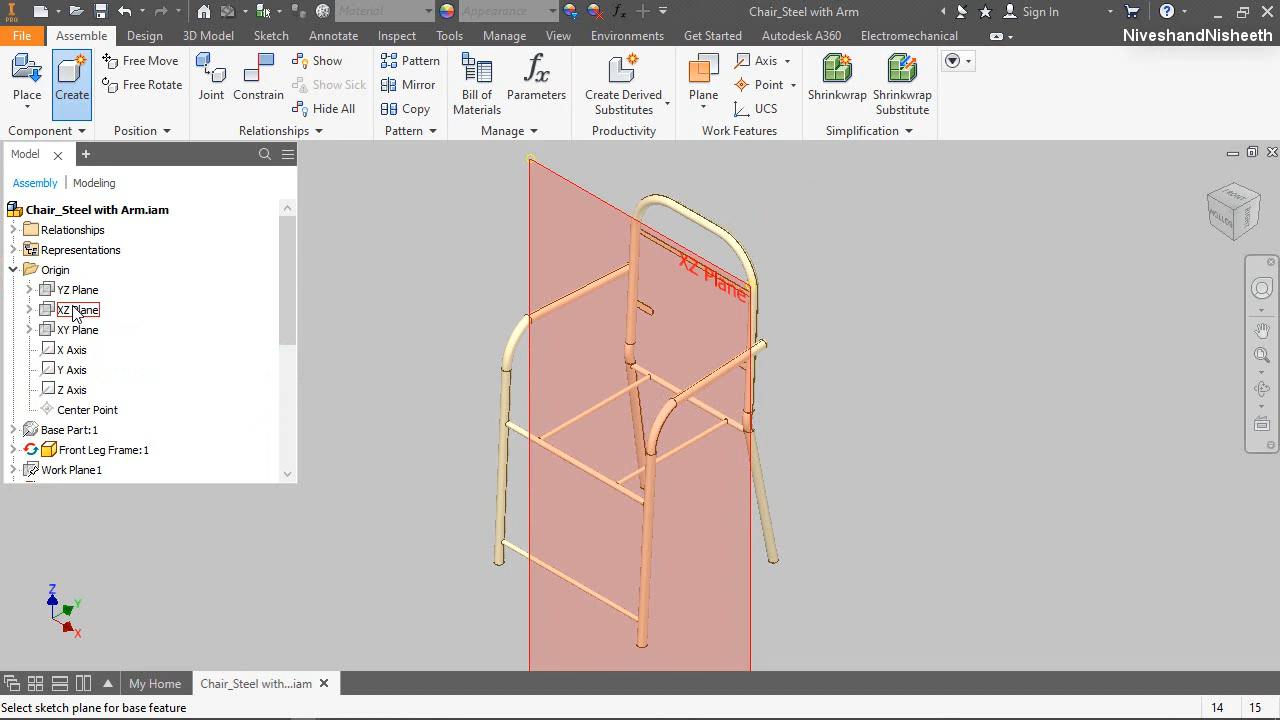 PRO
Material
Appearance
fx
Chair_Steel with Arm
Sign In
?
File
Assemble
Design
3D Model
Sketch
Annotate
Inspect
Tools
Manage
View
Environments
Get Started
Autodesk A360
Electromechanical
NiveshandNisheeth
Place
Create
Free Move
Free Rotate
Joint
Constrain
Show
Show Sick
Hide All
Pattern
Mirror
Copy
Bill of
Materials
fx
Parameters
Create Derived
Substitutes
Plane
Axis
Point
UCS
Shrinkwrap
Shrinkwrap
Substitute
Component
Position
Relationships
Pattern
Manage
Productivity
Work Features
Simplification
Model
Assembly
Modeling
Chair_Steel with Arm.iam
Relationships
Representations
Origin
YZ Plane
XZ Plane
XY Plane
X Axis
Y Axis
Z Axis
Center Point
Base Part:1
Front Leg Frame:1
Work Plane1
XZ Plane
FRONT
BOTTOM
Z
Y
X
My Home
Chair_Steel with...iam
Select sketch plane for base feature
14
15